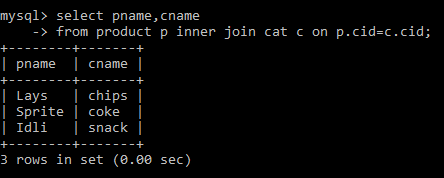 mysql> select pname,cname
    -> from product p inner join cat c on p.cid=c.cid;
+--------+-------+
| pname  | cname |
+--------+-------+
| Lays   | chips |
| Sprite | coke  |
| Idli   | snack |
+--------+-------+
3 rows in set (0.00 sec)